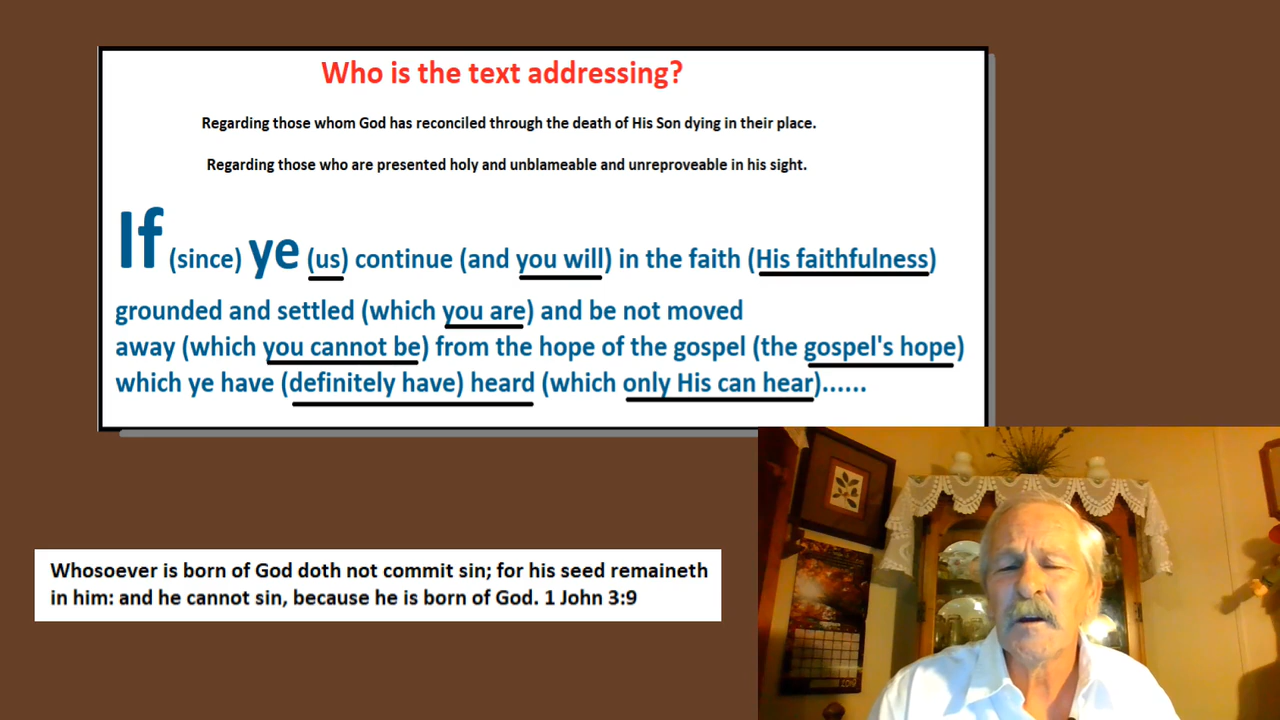 Who is the text addressing?
Regarding those whom God has reconciled through the death of His Son dying in their place.
Regarding those who are presented holy and unblameable and unreproveable in his sight.
If (since) ye (us) continue (and you will) in the faith (His faithfulness)
grounded and settled (which you are) and be not moved
away (which you cannot be) from the hope of the gospel (the gospel's hope)
which ye have (definitely have) heard (which only His can hear)......
Whosoever is born of God doth not commit sin; for his seed remaineth
in him: and he cannot sin, because he is born of God. 1 John 3:9